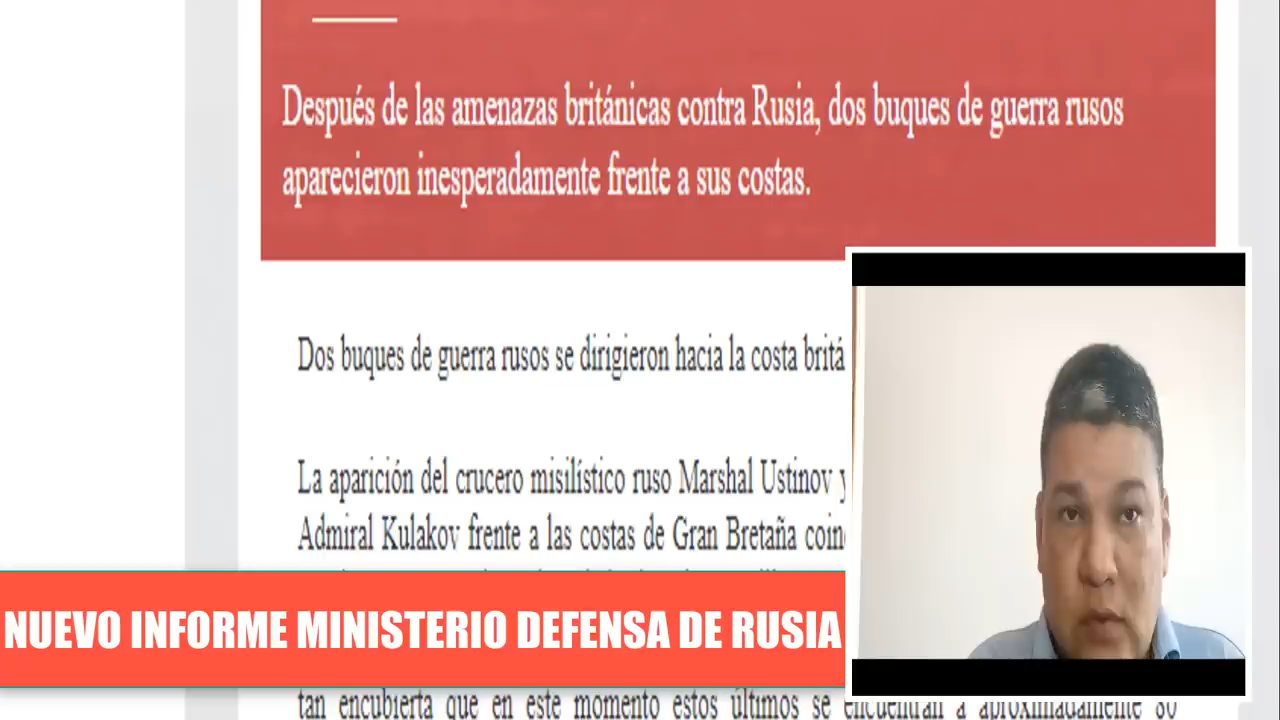 Después de las amenazas británicas contra Rusia, dos buques de guerra rusos
aparecieron inesperadamente frente a sus costas.
Dos buques de guerra rusos se dirigieron hacia la costa
La aparición del crucero misilístico ruso Marshal Ustinov y
Admiral Kulakov frente a las costas de Gran Bretaña
NUEVO INFORME MINISTERIO DEFENSA DE RUSIA
tan encubierta que en este momento estos últimos se encuentran a aproximadamente 80